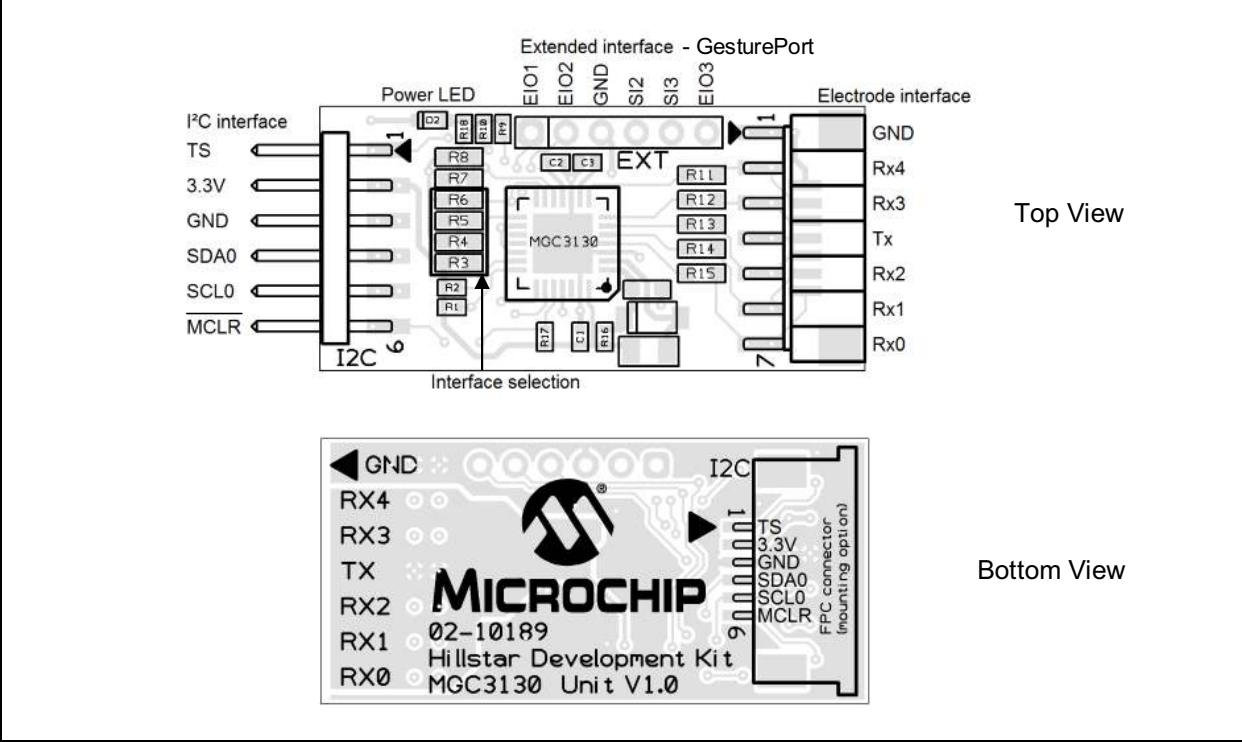 Extended interface - GesturePort
EIO1
EIO2
GND
SI2
SI3
EIO3
Power LED
Electrode interface
I²C interface
TS
3.3V
GND
SDA0
SCL0
MCLR
1
6
I2C
D2
R18
R10
R9
R8
R7
R6
R5
R4
R3
R2
R1
C2
C3
EXT
MGC3130
R11
R12
R13
R14
R15
R17
C1
R16
1
7
GND
Rx4
Rx3
Tx
Rx2
Rx1
Rx0
Interface selection
Top View
GND
RX4
RX3
TX
RX2
RX1
RX0
®
MICROCHIP
02-10189
Hillstar Development Kit
MGC3130 Unit V1.0
I2C
1
6
TS
3.3V
GND
SDA0
SCL0
MCLR
FPC connector
(mounting option)
Bottom View